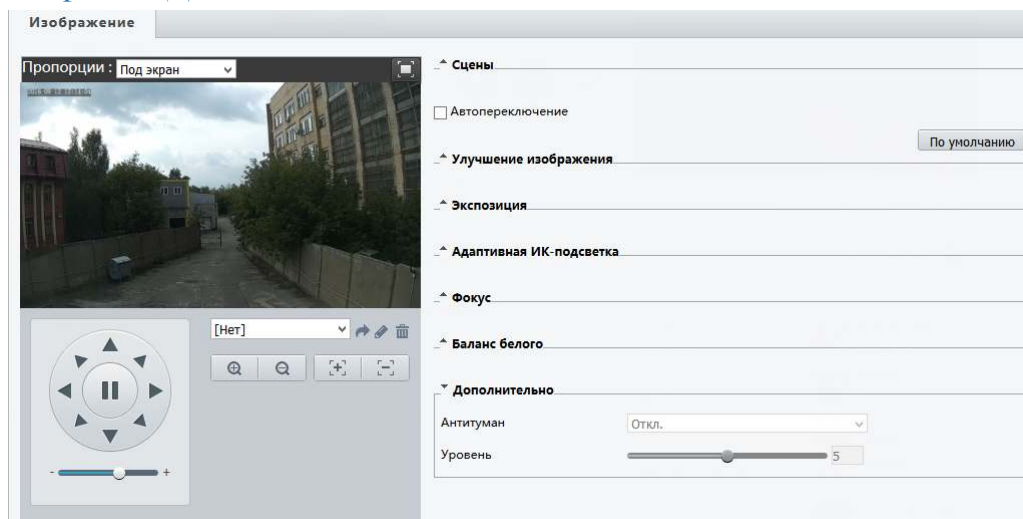 Изображение
Пропорции : Под экран
Сцены
Автопереключение
По умолчанию
Улучшение изображения
Экспозиция
Адаптивная ИК-подсветка
Фокус
[Нет]
Баланс белого
Дополнительно
Антитуман Откл.
- +
Уровень 5